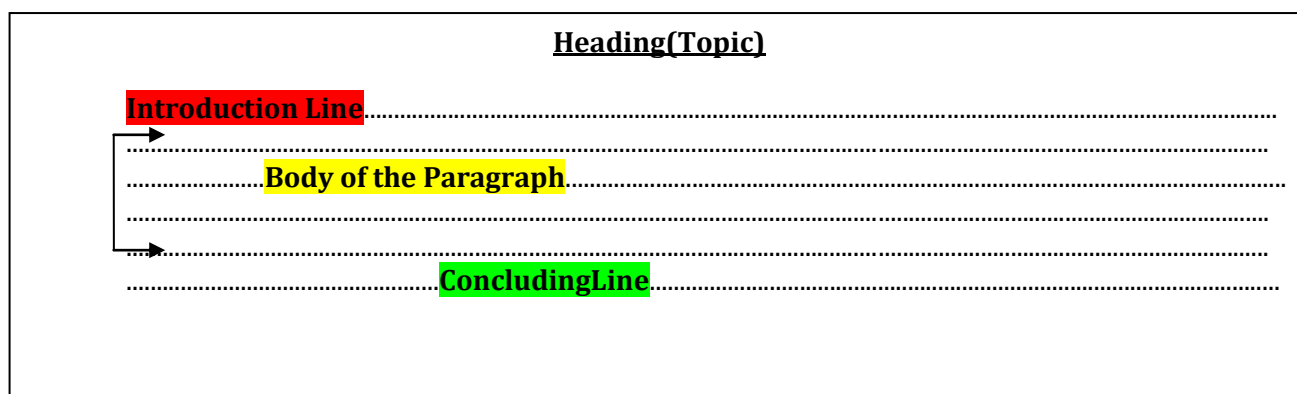 Heading(Topic)
Introduction Line................................................................................................................................................
................................................................................................................................................................................
.......................Body of the Paragraph..........................................................................................................................
................................................................................................................................................................................
................................................................................................................................................................................
.....................................................ConcludingLine............................................................................................................